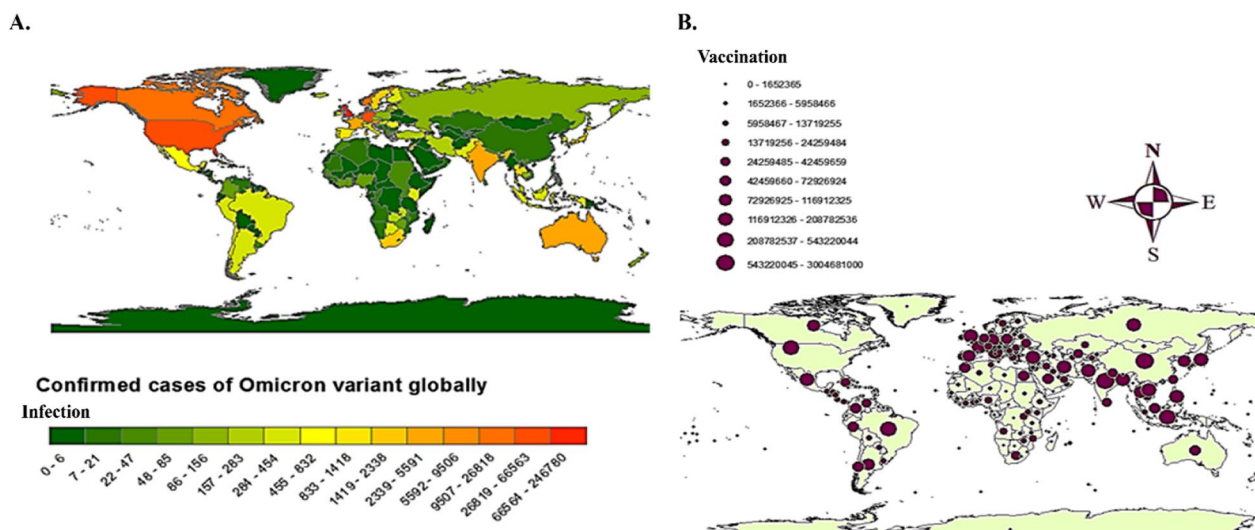 A.
Confirmed cases of Omicron variant globally
Infection
0 - 6
7 - 21
22 - 47
48 - 85
86 - 156
157 - 283
284 - 454
455 - 832
833 - 1418
1419 - 2338
2339 - 5591
5592 - 9506
9507 - 26818
26819 - 66563
66564 - 246780
B.
Vaccination
0 - 1652365
1652366 - 5958466
5958467 - 13719255
13719256 - 24259484
24259485 - 42459659
42459660 - 72926924
72926925 - 116912325
116912326 - 208782536
208782537 - 543220044
543220045 - 3004681000
N
W E
S